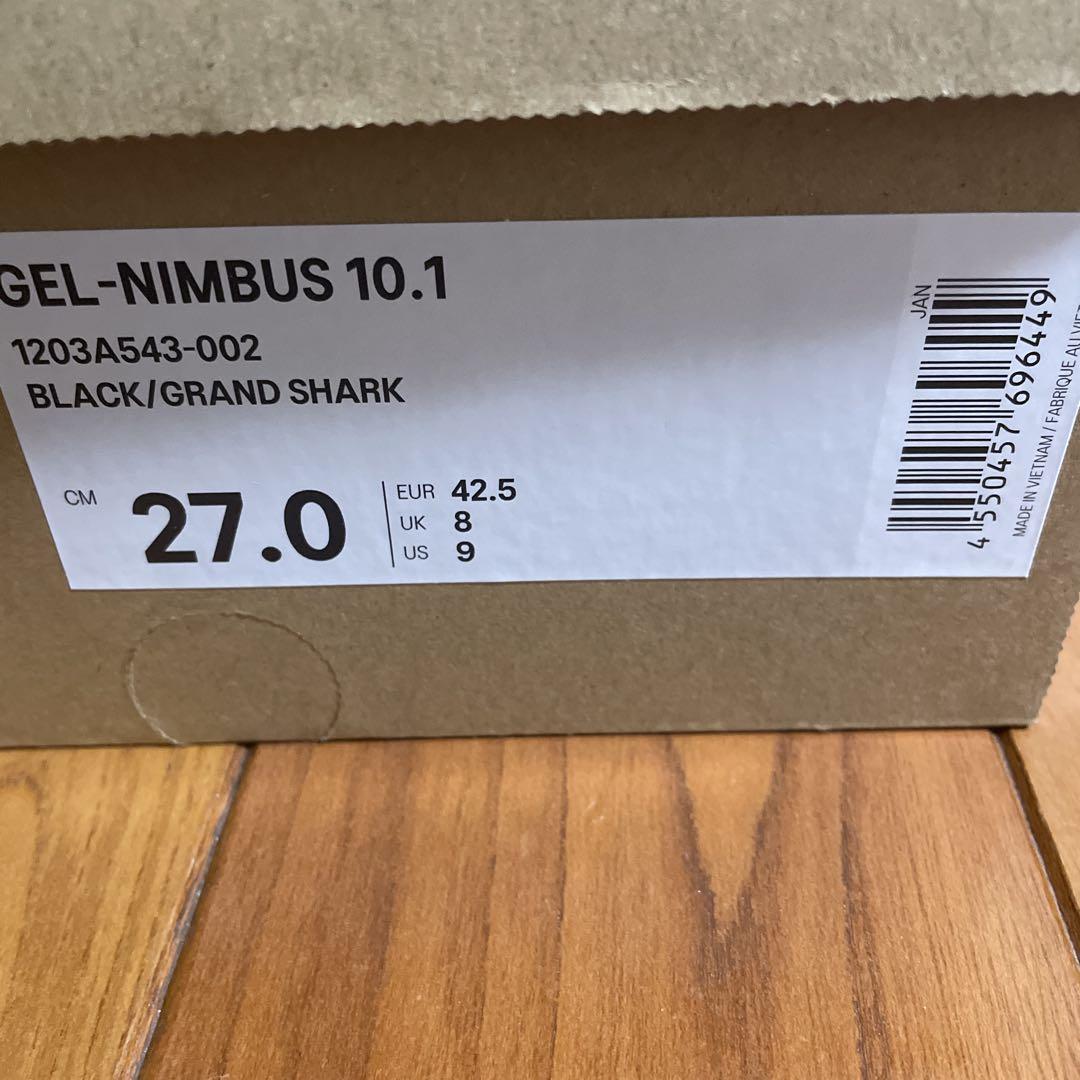 GEL-NIMBUS 10.1
1203A543-002
BLACK/GRAND SHARK
CM 27.0
EUR 42.5
UK 8
US 9
JAN
4 550457 696449
MADE IN VIETNAM / FABRIQUE AU